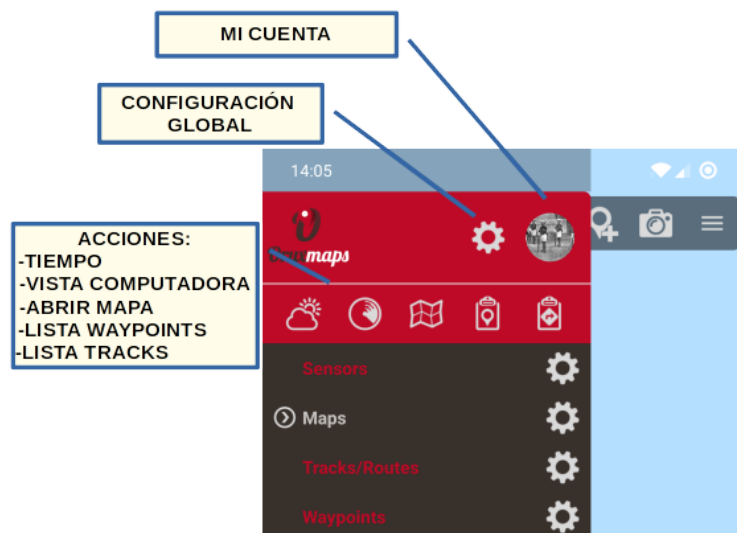 MI CUENTA
CONFIGURACIÓN
GLOBAL
14:05
Oruxmaps
ACCIONES:
-TIEMPO
-VISTA COMPUTADORA
-ABRIR MAPA
-LISTA WAYPOINTS
-LISTA TRACKS
Sensors
Maps
Tracks/Routes
Waypoints